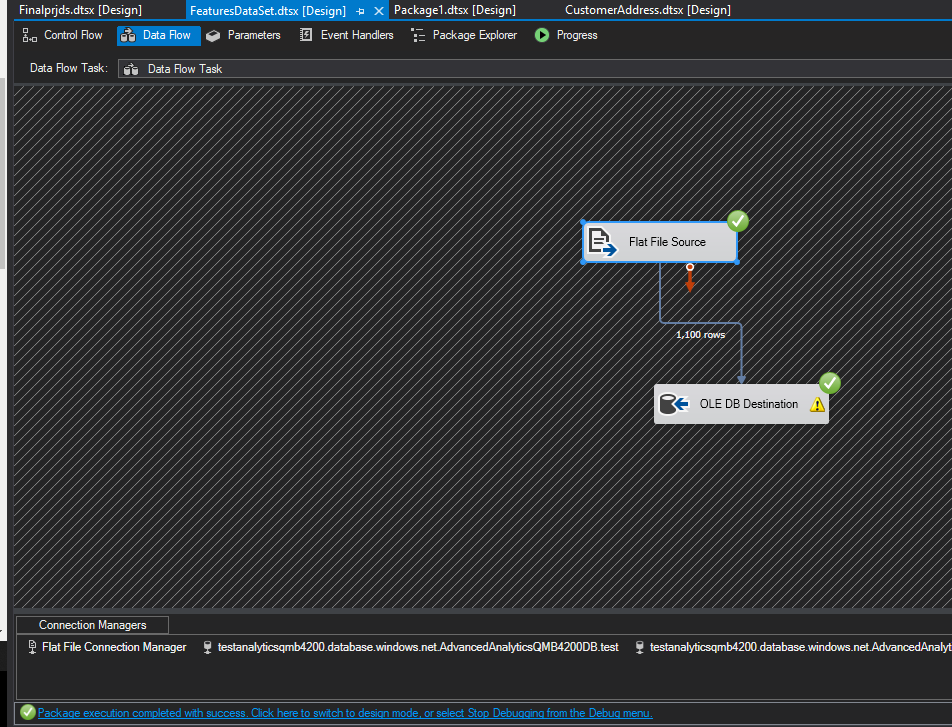 Finalprjds.dtsx [Design] FeaturesDataSet.dtsx [Design] Package1.dtsx [Design] CustomerAddress.dtsx [Design]
Control Flow Data Flow Parameters Event Handlers Package Explorer Progress
Data Flow Task: Data Flow Task
Flat File Source
1,100 rows
OLE DB Destination
Connection Managers
Flat File Connection Manager testanalyticsqmb4200.database.windows.net.AdvancedAnalyticsQMB4200DB.test testanalyticsqmb4200.database.windows.net.AdvancedAnalyt
Package execution completed with success. Click here to switch to design mode, or select Stop Debugging from the Debug menu.